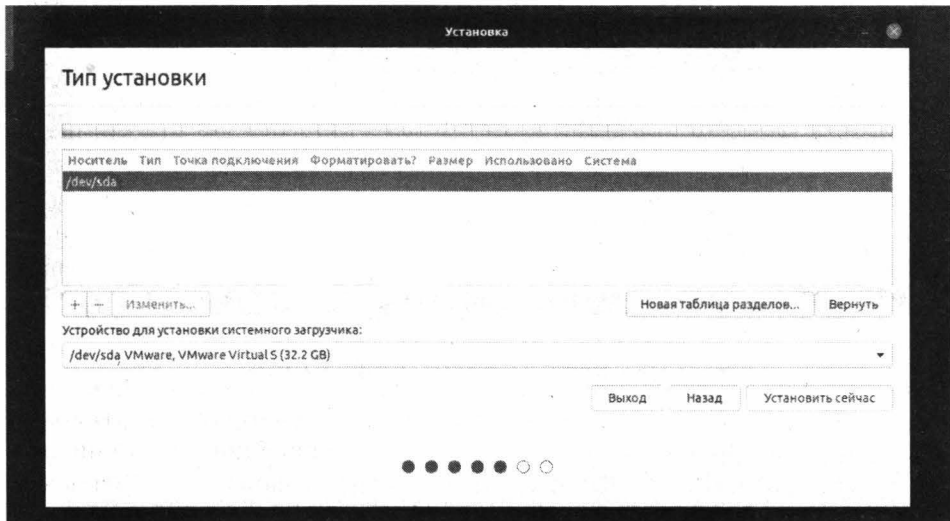 Установка
Тип установки
Носитель Тип Точка подключения Форматировать? Размер Использовано Система
/dev/sda
+ − Изменить... Новая таблица разделов... Вернуть
Устройство для установки системного загрузчика:
/dev/sda VMware, VMware Virtual S (32.2 GB)
Выход Назад Установить сейчас